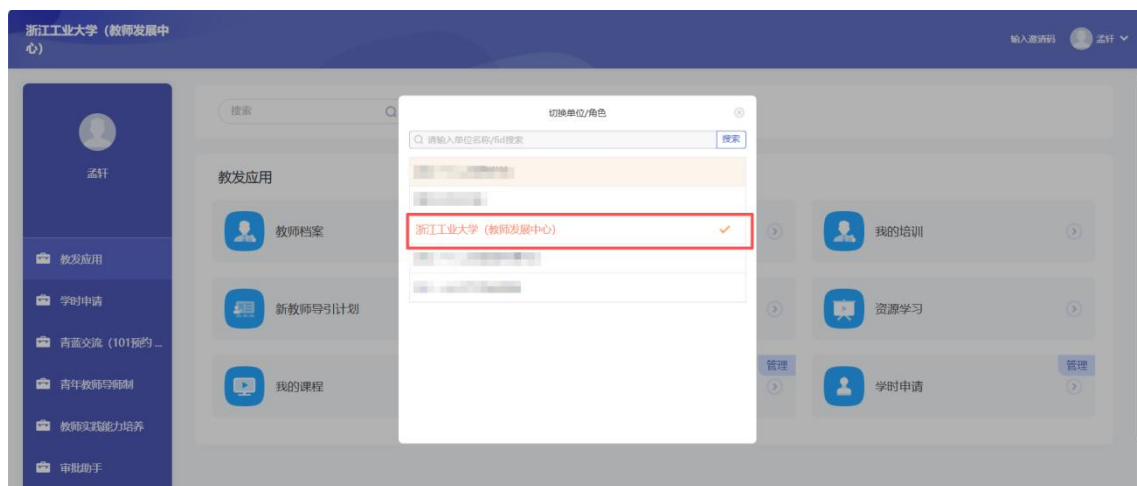 浙江工业大学（教师发展中
心）
输入邀请码
孟轩
孟轩
教发应用
学时申请
青蓝交流（101预约 ...
青年教师导师制
教师实践能力培养
审批助手
搜索
教发应用
教师档案
我的培训
新教师导引计划
资源学习
我的课程
管理
学时申请
管理
切换单位/角色
请输入单位名称/fid搜索
搜索
浙江工业大学（教师发展中心）